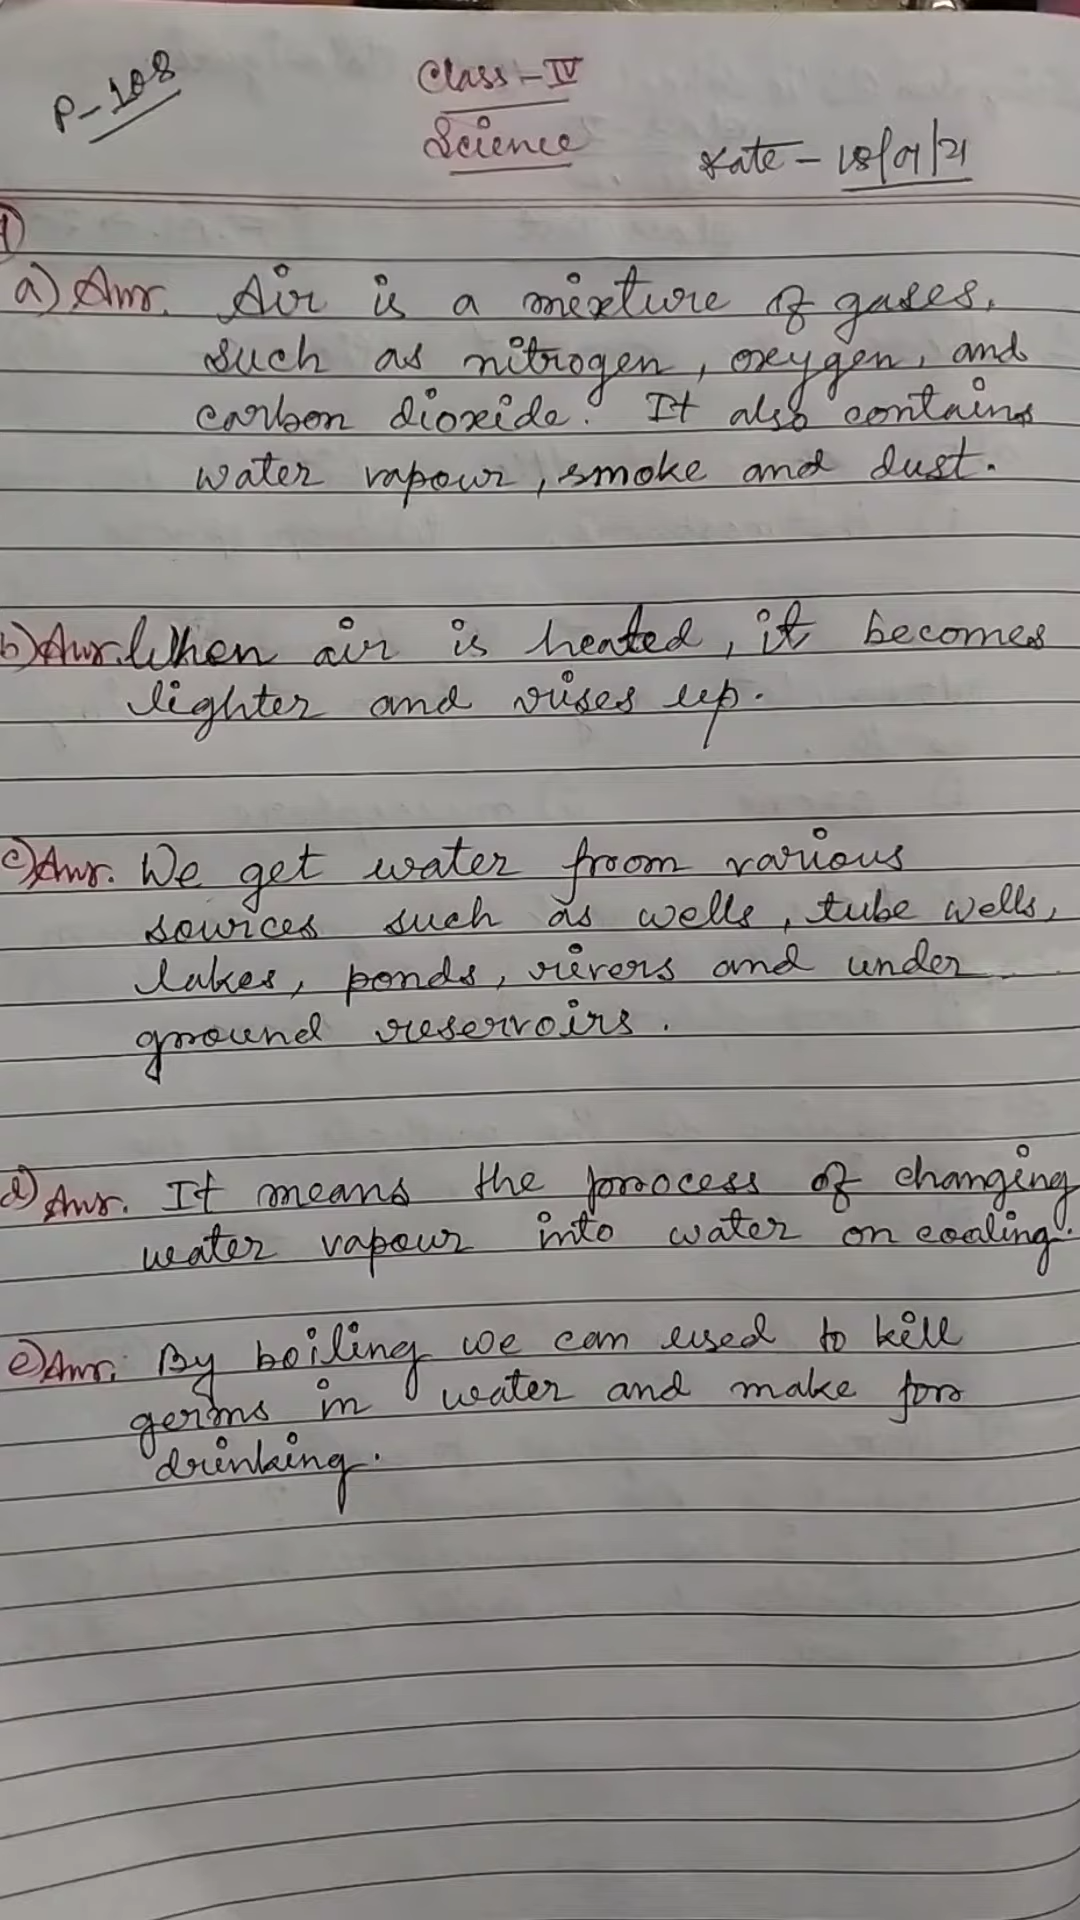 P-108
Class-IV
Science
Date - 18/01/21
1)
a) Ans. Air is a mixture of gases,
such as nitrogen, oxygen, and
carbon dioxide. It also contains
water vapour, smoke and dust.
b) Ans. When air is heated, it becomes
lighter and rises up.
c) Ans. We get water from various
sources such as wells, tube wells,
lakes, ponds, rivers and under
ground reservoirs.
d) Ans. It means the process of changing
water vapour into water on cooling.
e) Ans. By boiling we can used to kill
germs in water and make for
drinking.